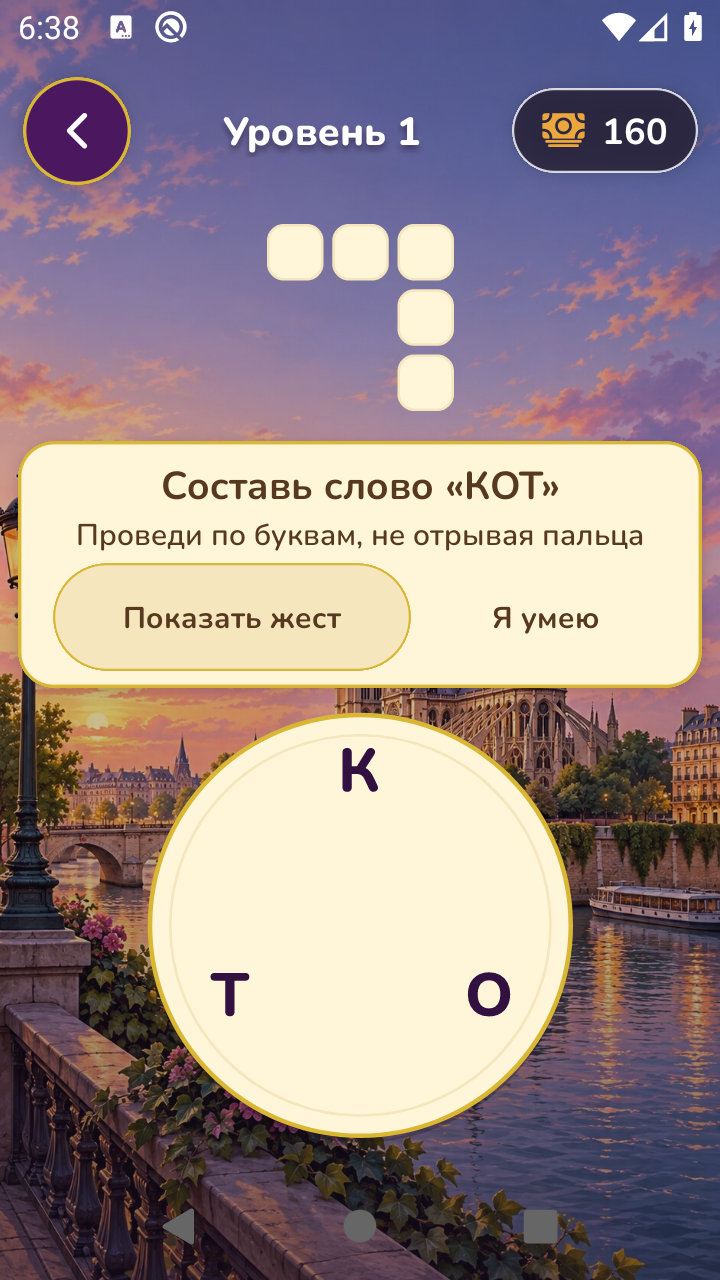 6:38
Уровень 1
160
Составь слово «КОТ»
Проведи по буквам, не отрывая пальца
Показать жест
Я умею
К
Т
О